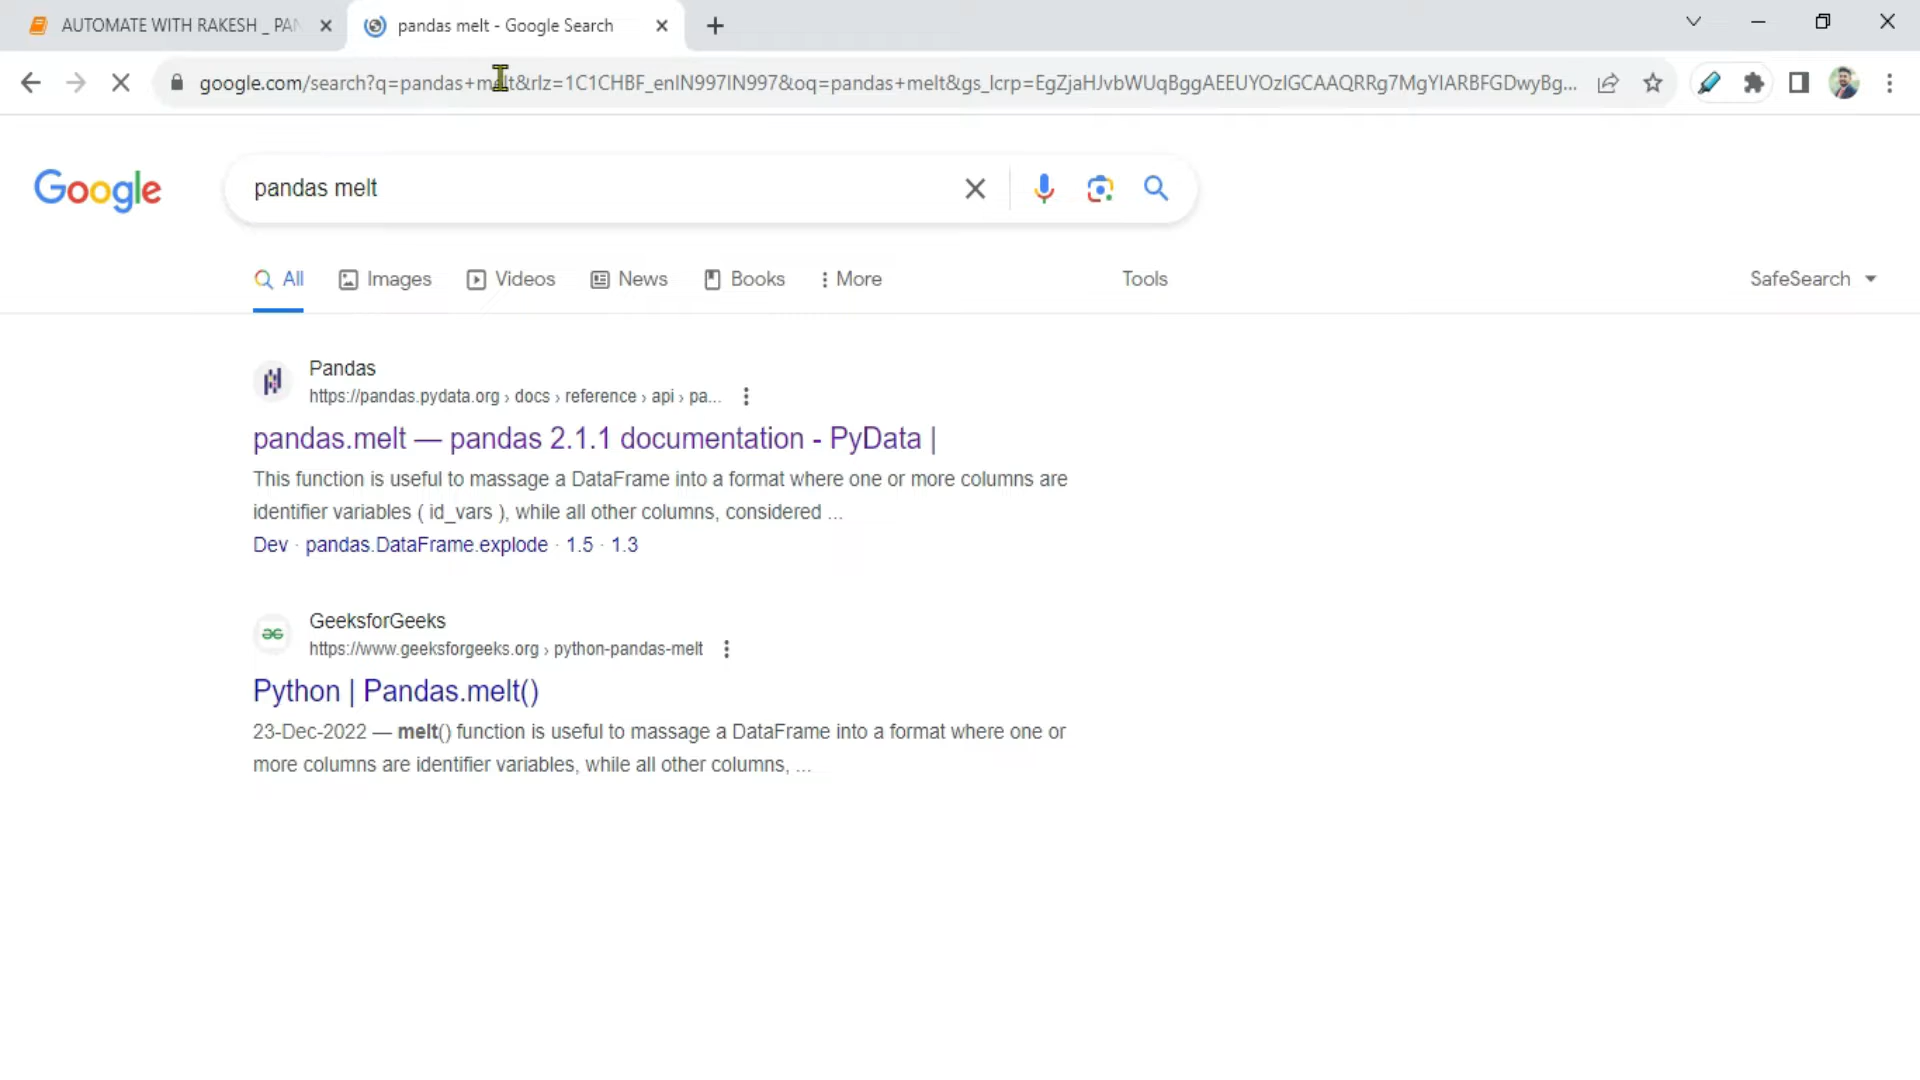 AUTOMATE WITH RAKESH _ PAN
pandas melt - Google Search
google.com/search?q=pandas+melt&rlz=1C1CHBF_enIN997IN997&oq=pandas+melt&gs_lcrp=EgZjaHJvbWUqBggAEEUYOzIGCAAQRRg7MgYIARBFGDwyBg...
Google
pandas melt
All Images Videos News Books More Tools SafeSearch
Pandas
https://pandas.pydata.org › docs › reference › api › pa...
pandas.melt — pandas 2.1.1 documentation - PyData |
This function is useful to massage a DataFrame into a format where one or more columns are
identifier variables ( id_vars ), while all other columns, considered ...
Dev · pandas.DataFrame.explode · 1.5 · 1.3
GeeksforGeeks
https://www.geeksforgeeks.org › python-pandas-melt
Python | Pandas.melt()
23-Dec-2022 — melt() function is useful to massage a DataFrame into a format where one or
more columns are identifier variables, while all other columns, ...